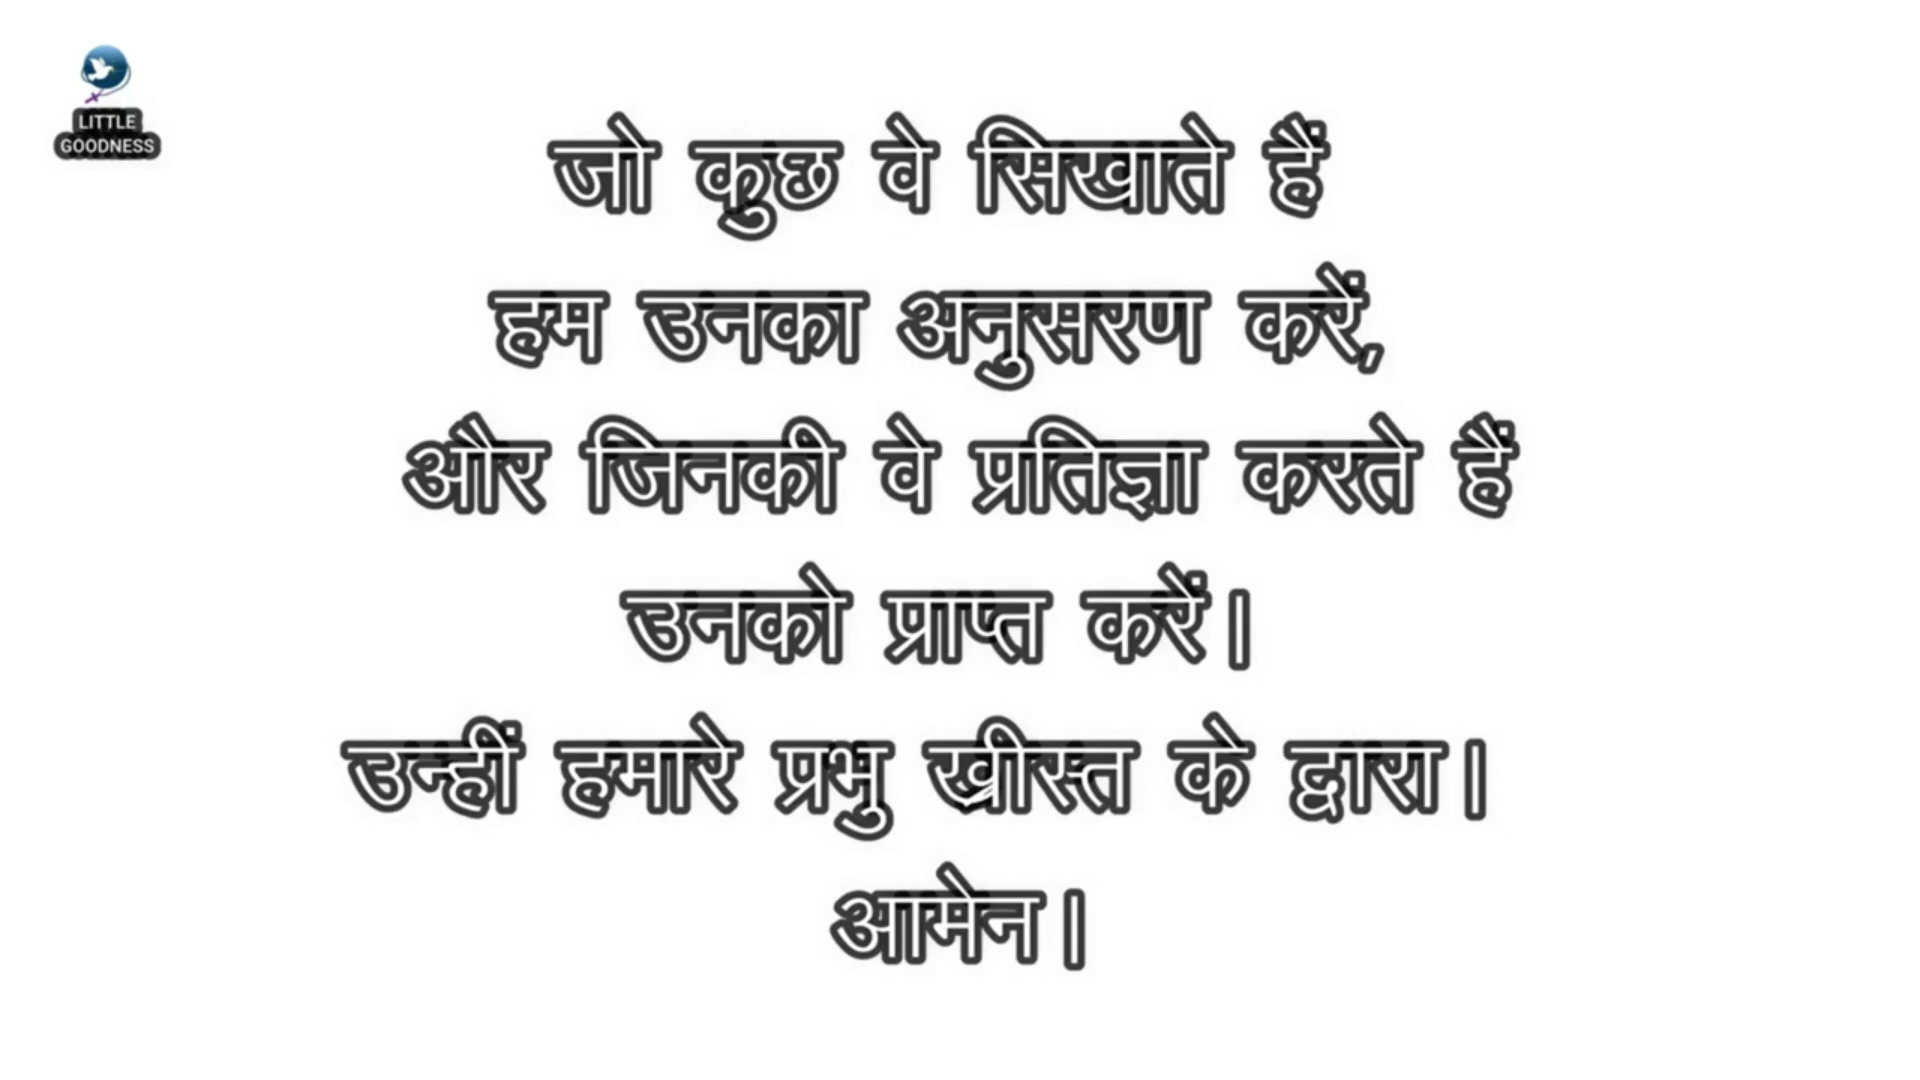 LITTLE
GOODNESS
जो कुछ वे सिखाते हैं
हम उनका अनुसरण करें,
और जिनकी वे प्रतिज्ञा करते हैं
उनको प्राप्त करें।
उन्हीं हमारे प्रभु ख्रीस्त के द्वारा।
आमेन।